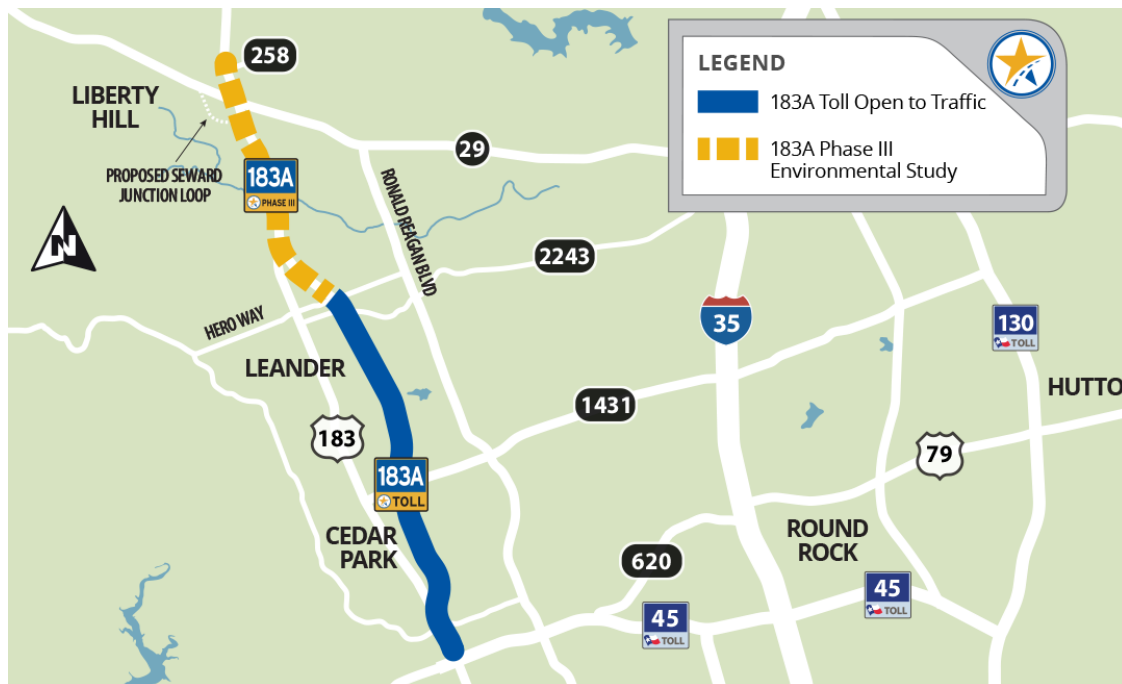 258
LIBERTY
HILL
PROPOSED SEWARD
JUNCTION LOOP
183A
PHASE III
29
RONALD REAGAN BLVD
N
2243
HERO WAY
LEANDER
183
1431
35
130
TOLL
HUTTO
79
183A
TOLL
CEDAR
PARK
620
ROUND
ROCK
45
TOLL
45
TOLL
LEGEND
183A Toll Open to Traffic
183A Phase III
Environmental Study